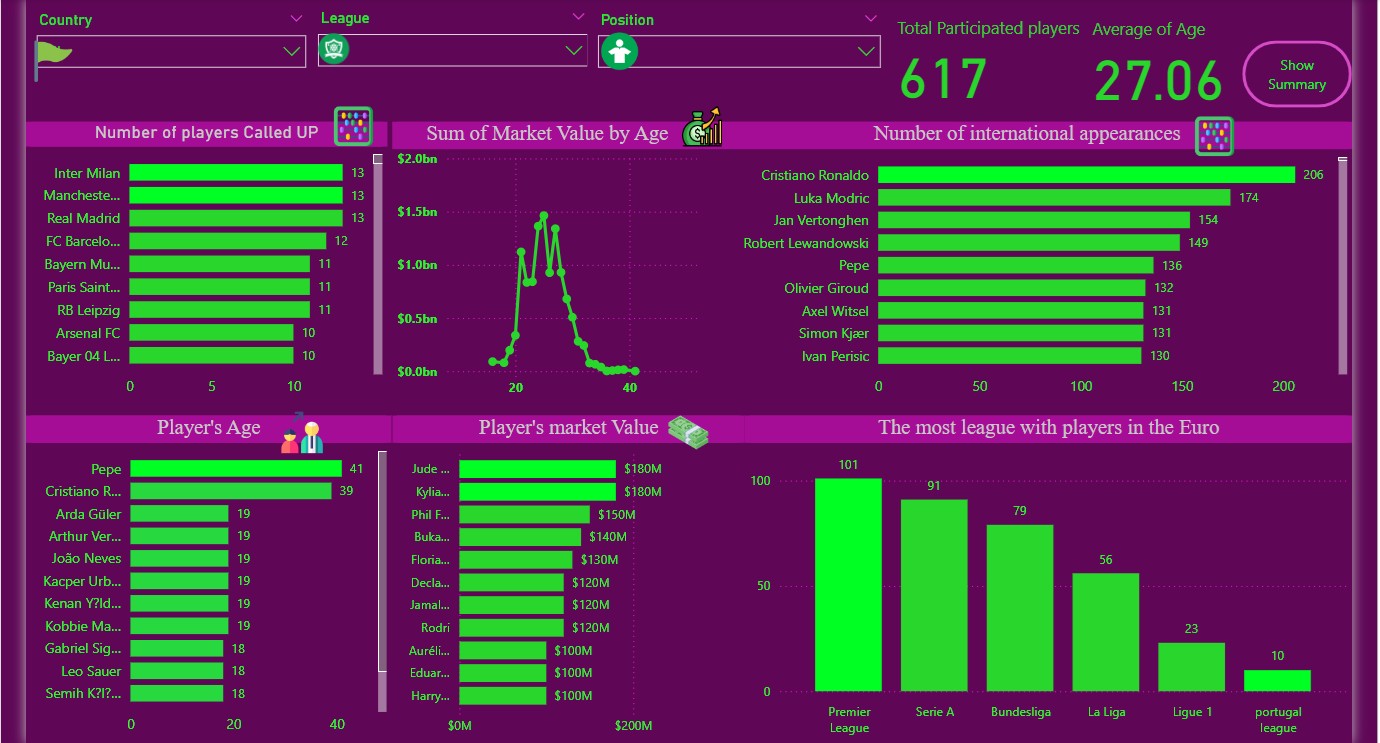 Country
League
Position
Total Participated players
617
Average of Age
27.06
Show
Summary
Number of players Called UP
Inter Milan 13
Mancheste... 13
Real Madrid 13
FC Barcelo... 12
Bayern Mu... 11
Paris Saint... 11
RB Leipzig 11
Arsenal FC 10
Bayer 04 L... 10
0 5 10
Sum of Market Value by Age
$2.0bn
$1.5bn
$1.0bn
$0.5bn
$0.0bn
20 40
Number of international appearances
Cristiano Ronaldo 206
Luka Modric 174
Jan Vertonghen 154
Robert Lewandowski 149
Pepe 136
Olivier Giroud 132
Axel Witsel 131
Simon Kjær 131
Ivan Perisic 130
0 50 100 150 200
Player's Age
Pepe 41
Cristiano R... 39
Arda Güler 19
Arthur Ver... 19
João Neves 19
Kacper Urb... 19
Kenan Y?ld... 19
Kobbie Ma... 19
Gabriel Sig... 18
Leo Sauer 18
Semih K?l?... 18
0 20 40
Player's market Value
Jude ... $180M
Kylia... $180M
Phil F... $150M
Buka... $140M
Floria... $130M
Decla... $120M
Jamal... $120M
Rodri $120M
Auréli... $100M
Eduar... $100M
Harry... $100M
$0M $200M
The most league with players in the Euro
100
50
0
101
91
79
56
23
10
Premier
League
Serie A
Bundesliga
La Liga
Ligue 1
portugal
league